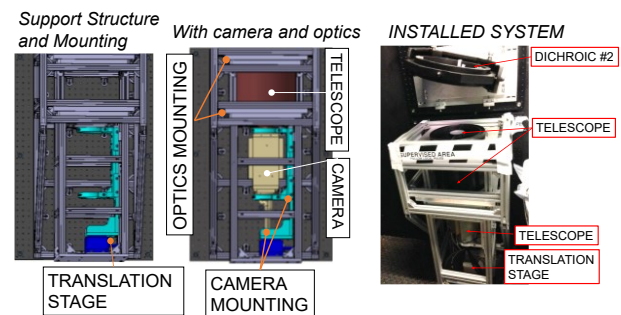 Support Structure
and Mounting
With camera and optics
INSTALLED SYSTEM
OPTICS MOUNTING
TELESCOPE
CAMERA
TRANSLATION
STAGE
CAMERA
MOUNTING
DICHROIC #2
TELESCOPE
SUPERVISED AREA
TELESCOPE
TRANSLATION
STAGE